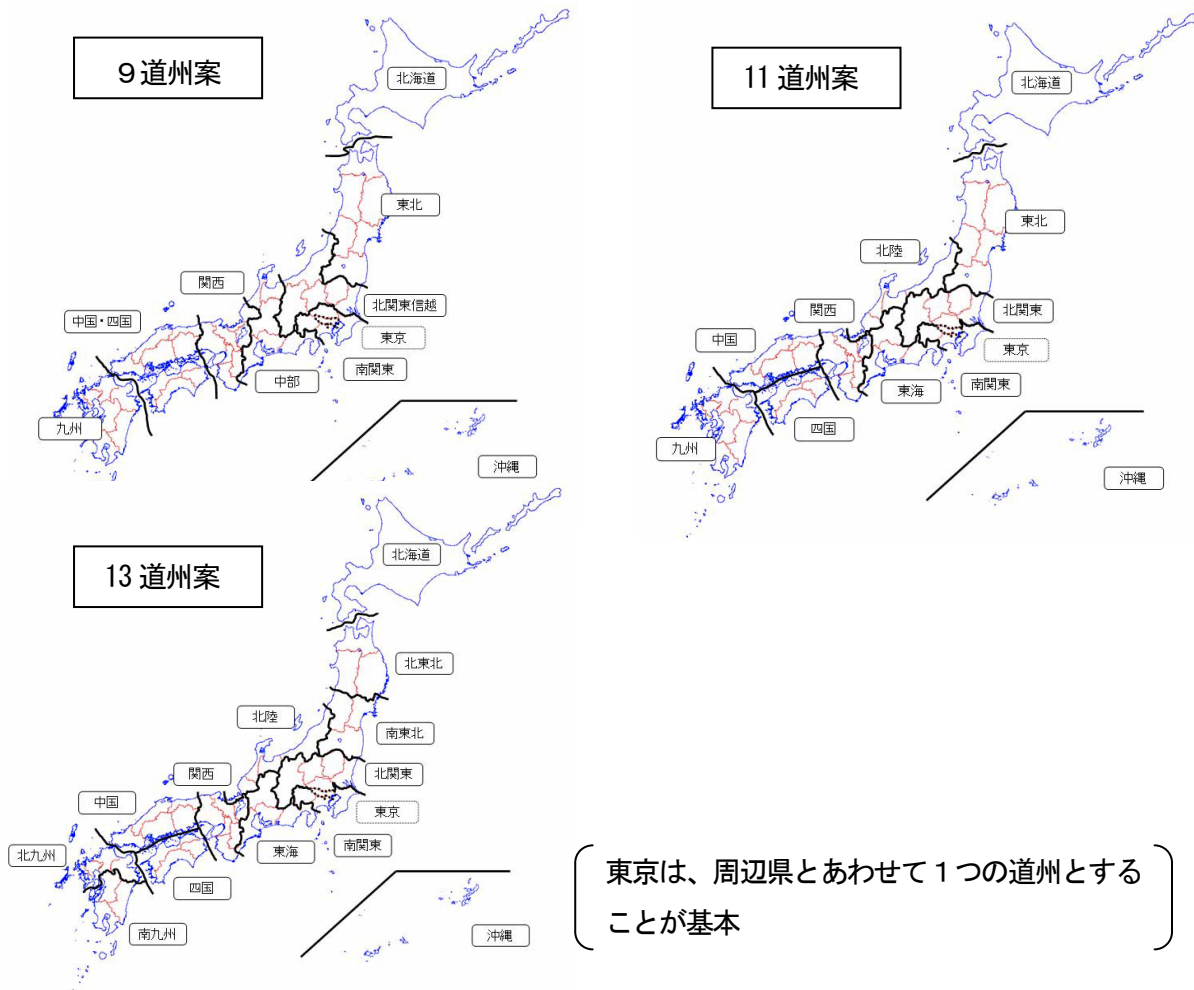 ９道州案
北海道
東北
関西
北関東信越
中国・四国
東京
南関東
中部
九州
沖縄
11 道州案
北海道
東北
北陸
関西
北関東
中国
東京
南関東
東海
四国
九州
沖縄
13 道州案
北海道
北東北
北陸
南東北
関西
北関東
中国
東京
南関東
東海
北九州
四国
南九州
沖縄
東京は、周辺県とあわせて１つの道州とする
ことが基本